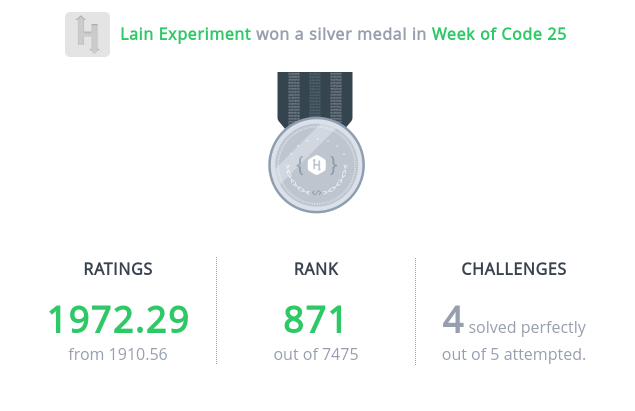 H
Lain Experiment won a silver medal in Week of Code 25
{ H }
</>
RATINGS
1972.29
from 1910.56
RANK
871
out of 7475
CHALLENGES
4 solved perfectly
out of 5 attempted.